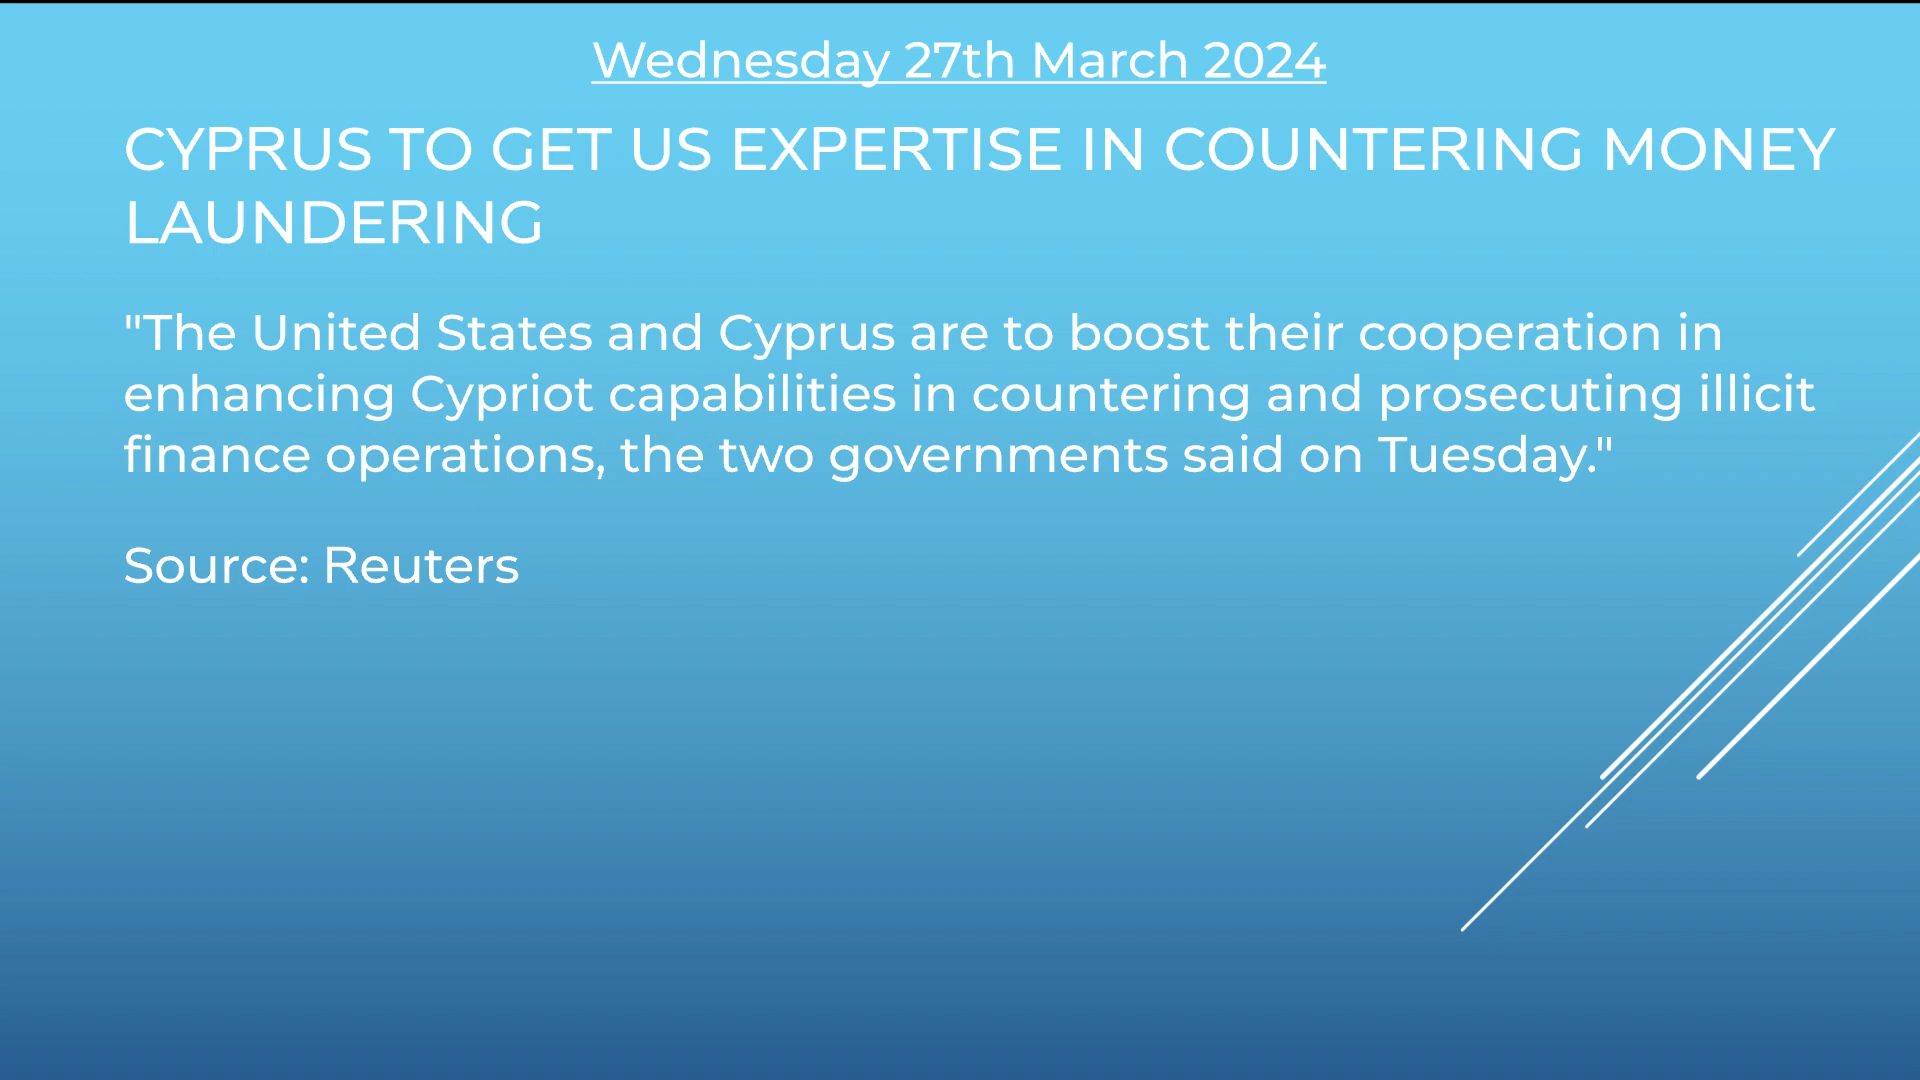 Wednesday 27th March 2024
CYPRUS TO GET US EXPERTISE IN COUNTERING MONEY
LAUNDERING
"The United States and Cyprus are to boost their cooperation in
enhancing Cypriot capabilities in countering and prosecuting illicit
finance operations, the two governments said on Tuesday."
Source: Reuters